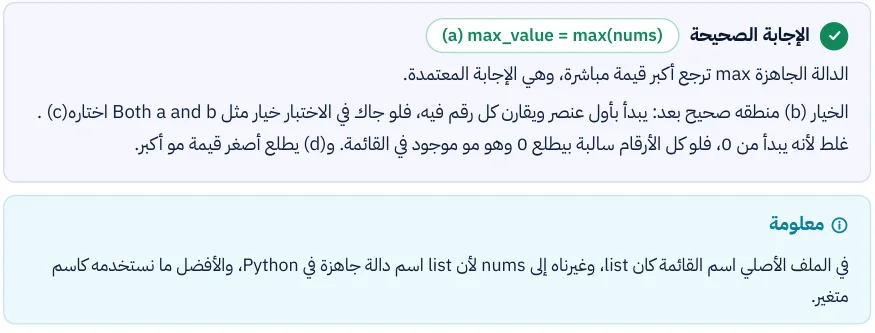 الإجابة الصحيحة (a) max_value = max(nums)
الدالة الجاهزة max ترجع أكبر قيمة مباشرة، وهي الإجابة المعتمدة.
الخيار (b) منطقه صحيح بعد: يبدأ بأول عنصر ويقارن كل رقم فيه، فلو جاك في الاختبار خيار مثل Both a and b اختاره(c) .
غلط لأنه يبدأ من 0، فلو كل الأرقام سالبة بيطلع 0 وهو مو موجود في القائمة. و(d) يطلع أصغر قيمة مو أكبر.
معلومة
في الملف الأصلي اسم القائمة كان list، وغيرناه إلى nums لأن list اسم دالة جاهزة في Python، والأفضل ما نستخدمه كاسم
متغير.